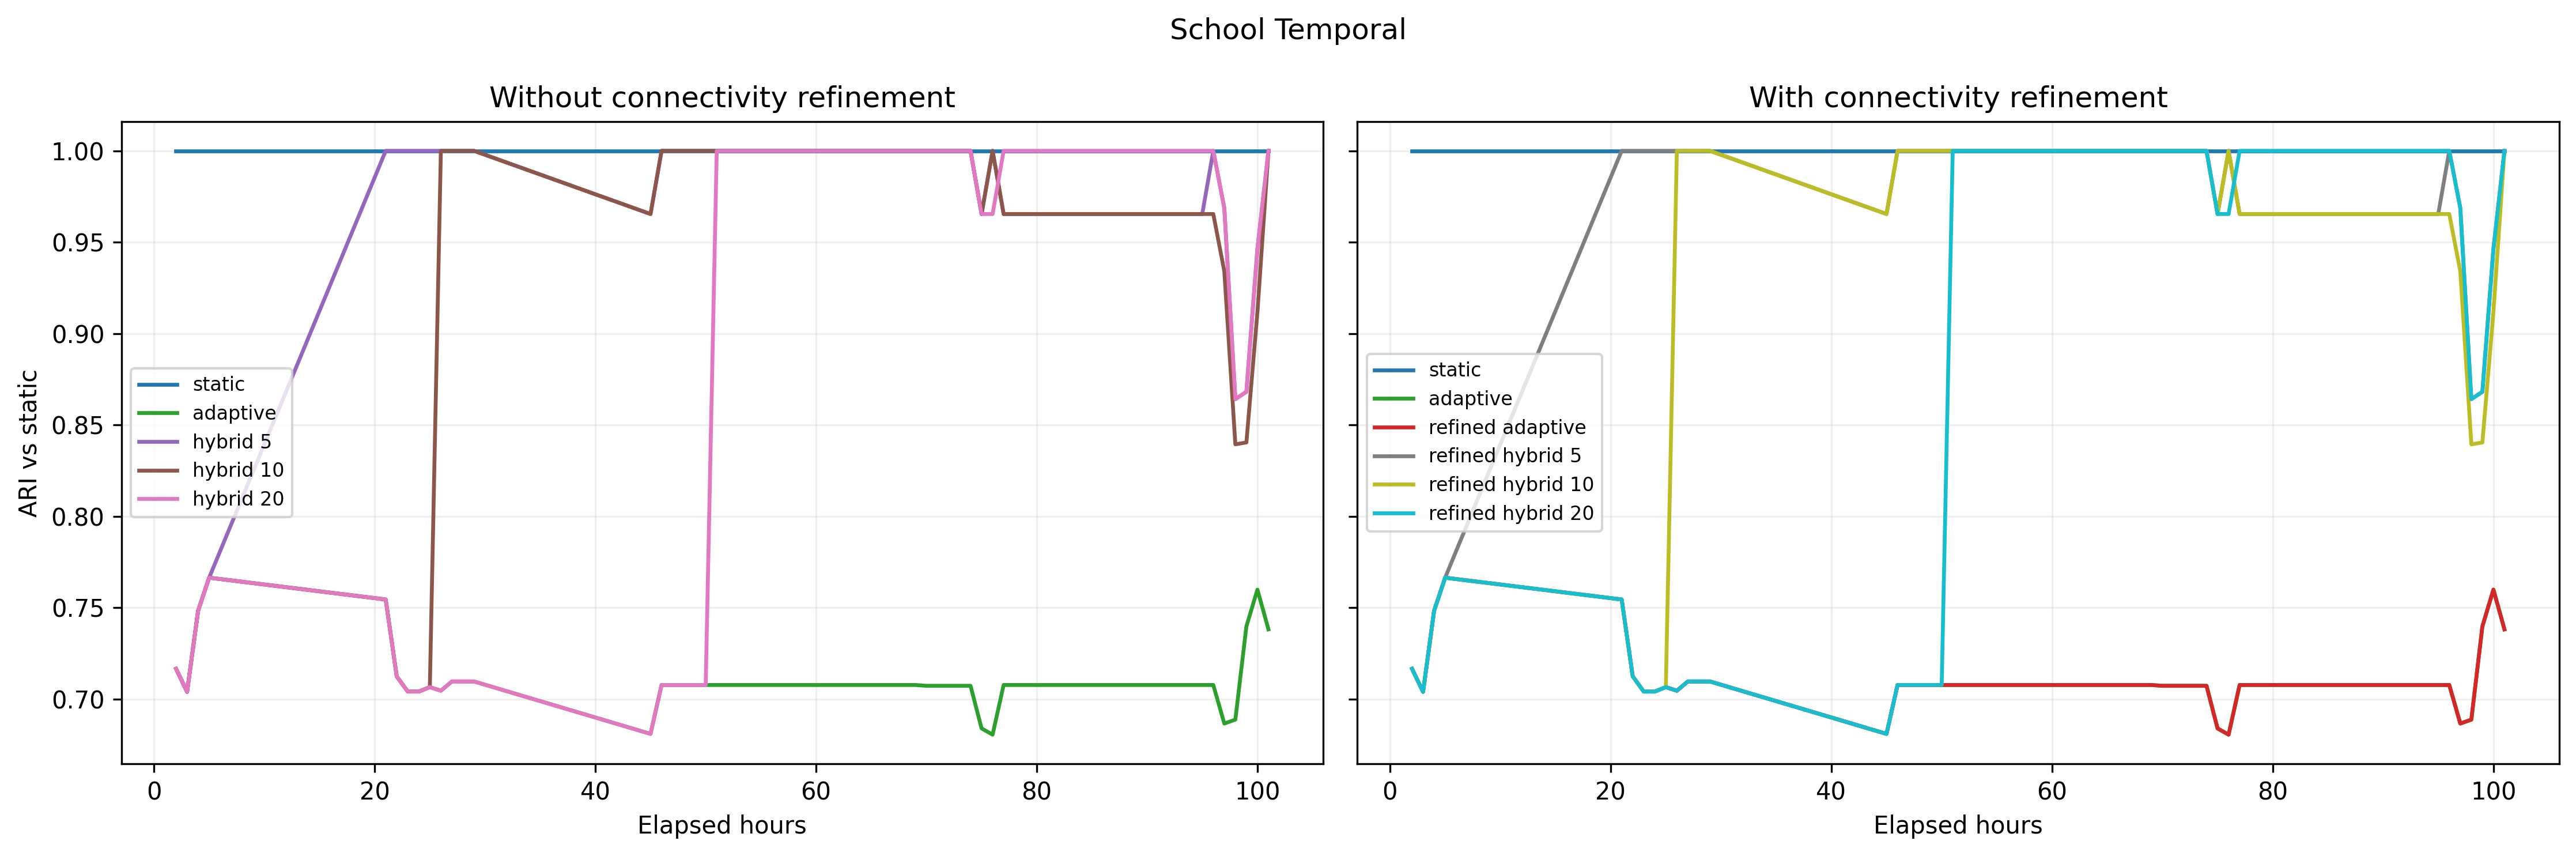 School Temporal
Without connectivity refinement
ARI vs static
1.00
0.95
0.90
0.85
0.80
0.75
0.70
static
adaptive
hybrid 5
hybrid 10
hybrid 20
0 20 40 60 80 100
Elapsed hours
With connectivity refinement
static
adaptive
refined adaptive
refined hybrid 5
refined hybrid 10
refined hybrid 20
0 20 40 60 80 100
Elapsed hours